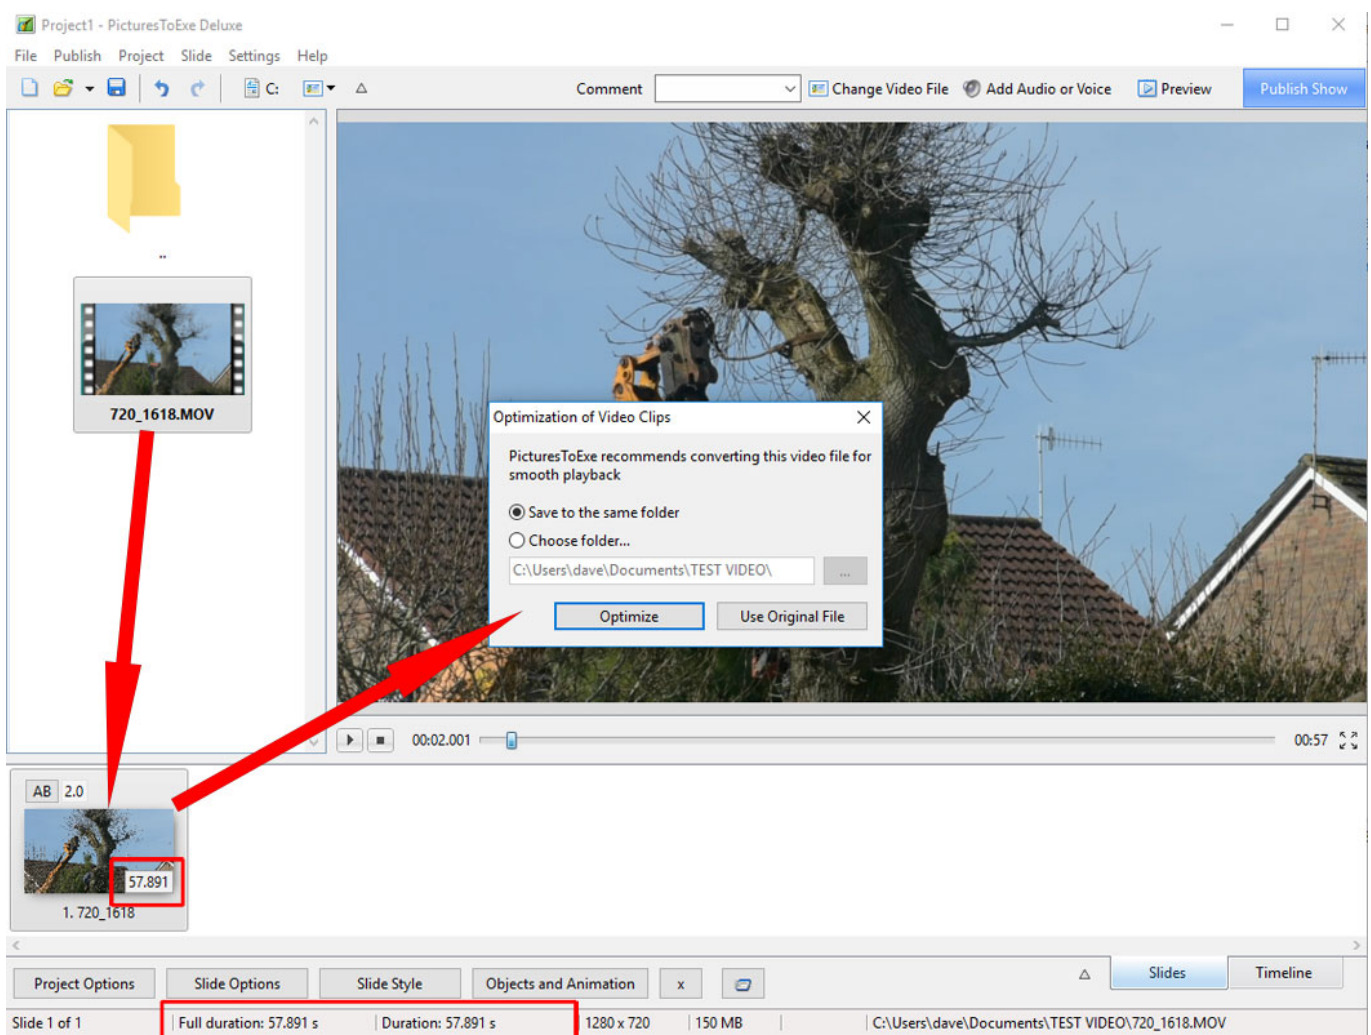 Project1 - PicturesToExe Deluxe
File Publish Project Slide Settings Help
C: Comment Change Video File Add Audio or Voice Preview Publish Show
..
720_1618.MOV
Optimization of Video Clips
PicturesToExe recommends converting this video file for
smooth playback
Save to the same folder
Choose folder...
C:\Users\dave\Documents\TEST VIDEO\ ...
Optimize Use Original File
00:02.001 00:57
AB 2.0
57.891
1. 720_1618
Project Options Slide Options Slide Style Objects and Animation x Slides Timeline
Slide 1 of 1 Full duration: 57.891 s Duration: 57.891 s 1280 x 720 150 MB C:\Users\dave\Documents\TEST VIDEO\720_1618.MOV